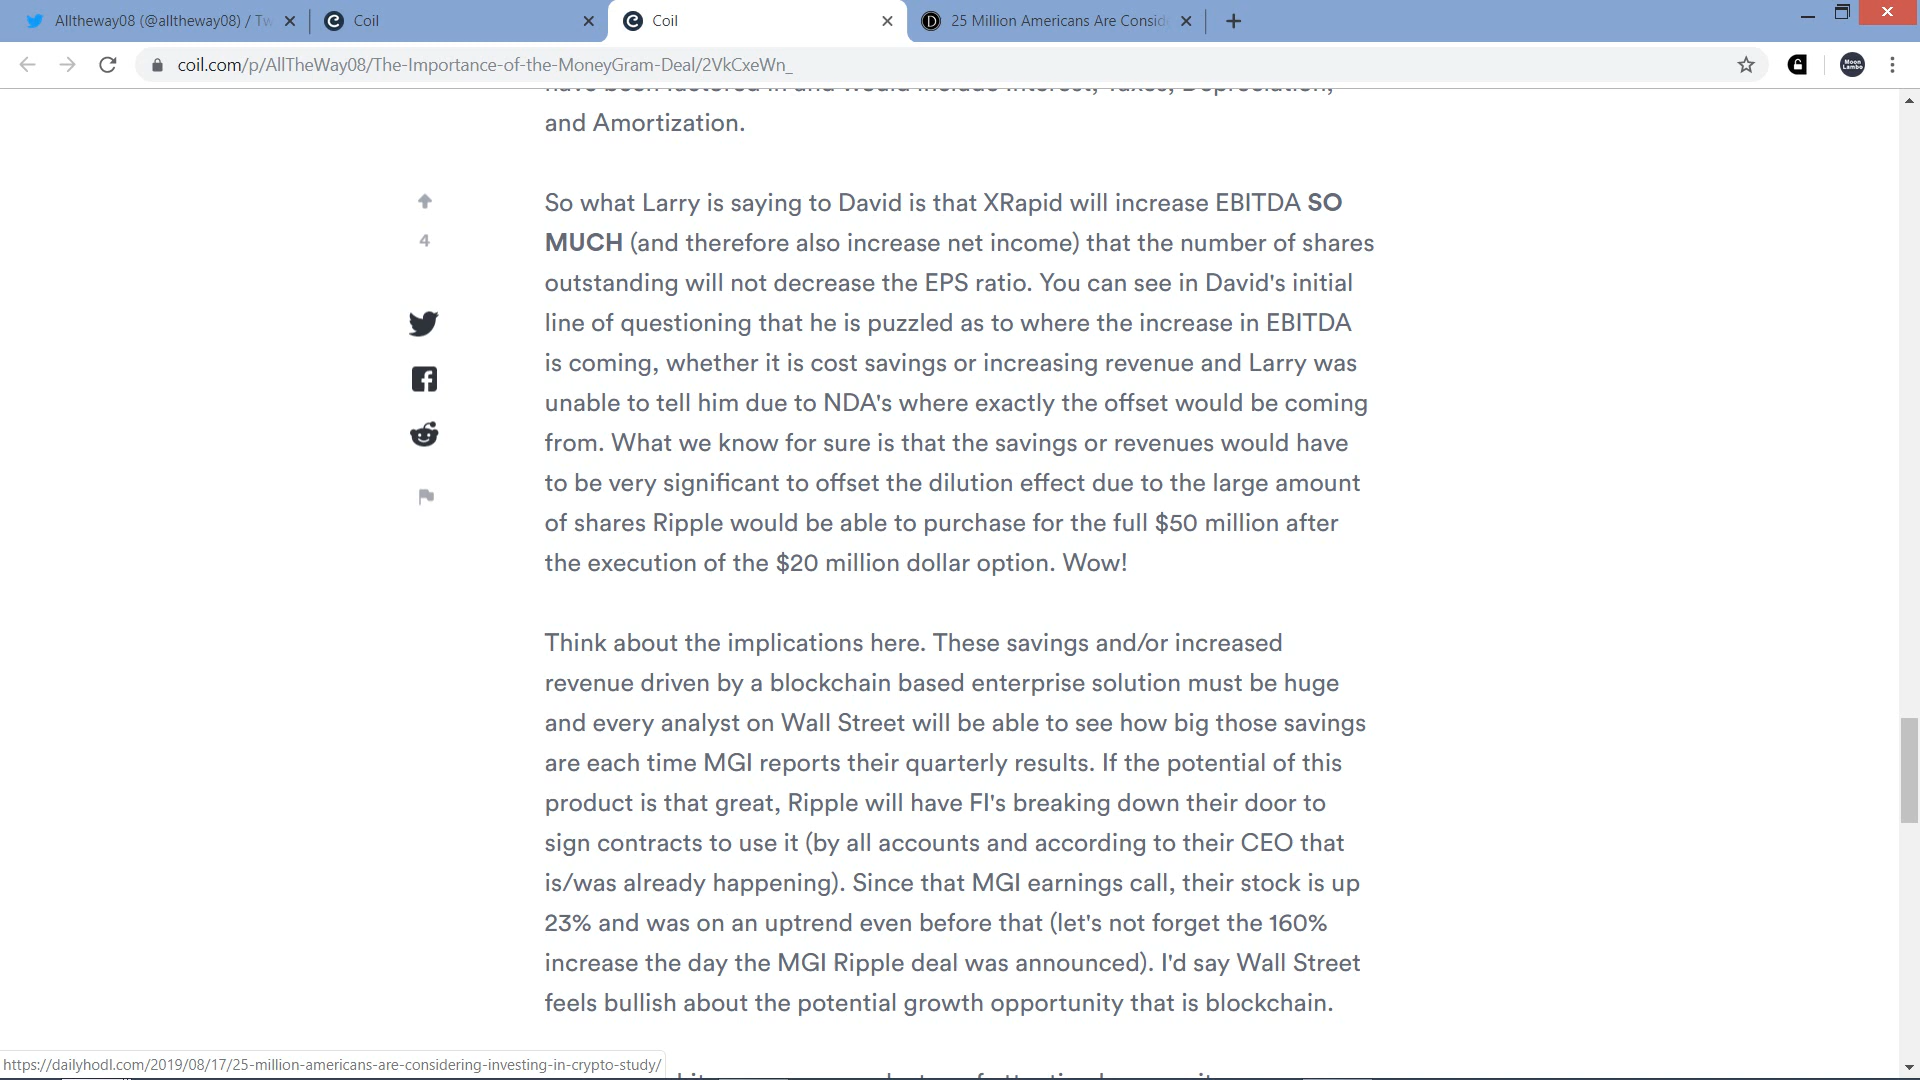 Alltheway08 (@alltheway08) / Tw
Coil
Coil
25 Million Americans Are Consid
coil.com/p/AllTheWay08/The-Importance-of-the-MoneyGram-Deal/2VkCxeWn_
Moon
Lambo
have been factored in and would include Interest, Taxes, Depreciation,
and Amortization.
4
So what Larry is saying to David is that XRapid will increase EBITDA SO
MUCH (and therefore also increase net income) that the number of shares
outstanding will not decrease the EPS ratio. You can see in David's initial
line of questioning that he is puzzled as to where the increase in EBITDA
is coming, whether it is cost savings or increasing revenue and Larry was
unable to tell him due to NDA's where exactly the offset would be coming
from. What we know for sure is that the savings or revenues would have
to be very significant to offset the dilution effect due to the large amount
of shares Ripple would be able to purchase for the full $50 million after
the execution of the $20 million dollar option. Wow!
Think about the implications here. These savings and/or increased
revenue driven by a blockchain based enterprise solution must be huge
and every analyst on Wall Street will be able to see how big those savings
are each time MGI reports their quarterly results. If the potential of this
product is that great, Ripple will have FI's breaking down their door to
sign contracts to use it (by all accounts and according to their CEO that
is/was already happening). Since that MGI earnings call, their stock is up
23% and was on an uptrend even before that (let's not forget the 160%
increase the day the MGI Ripple deal was announced). I'd say Wall Street
feels bullish about the potential growth opportunity that is blockchain.
https://dailyhodl.com/2019/08/17/25-million-americans-are-considering-investing-in-crypto-study/